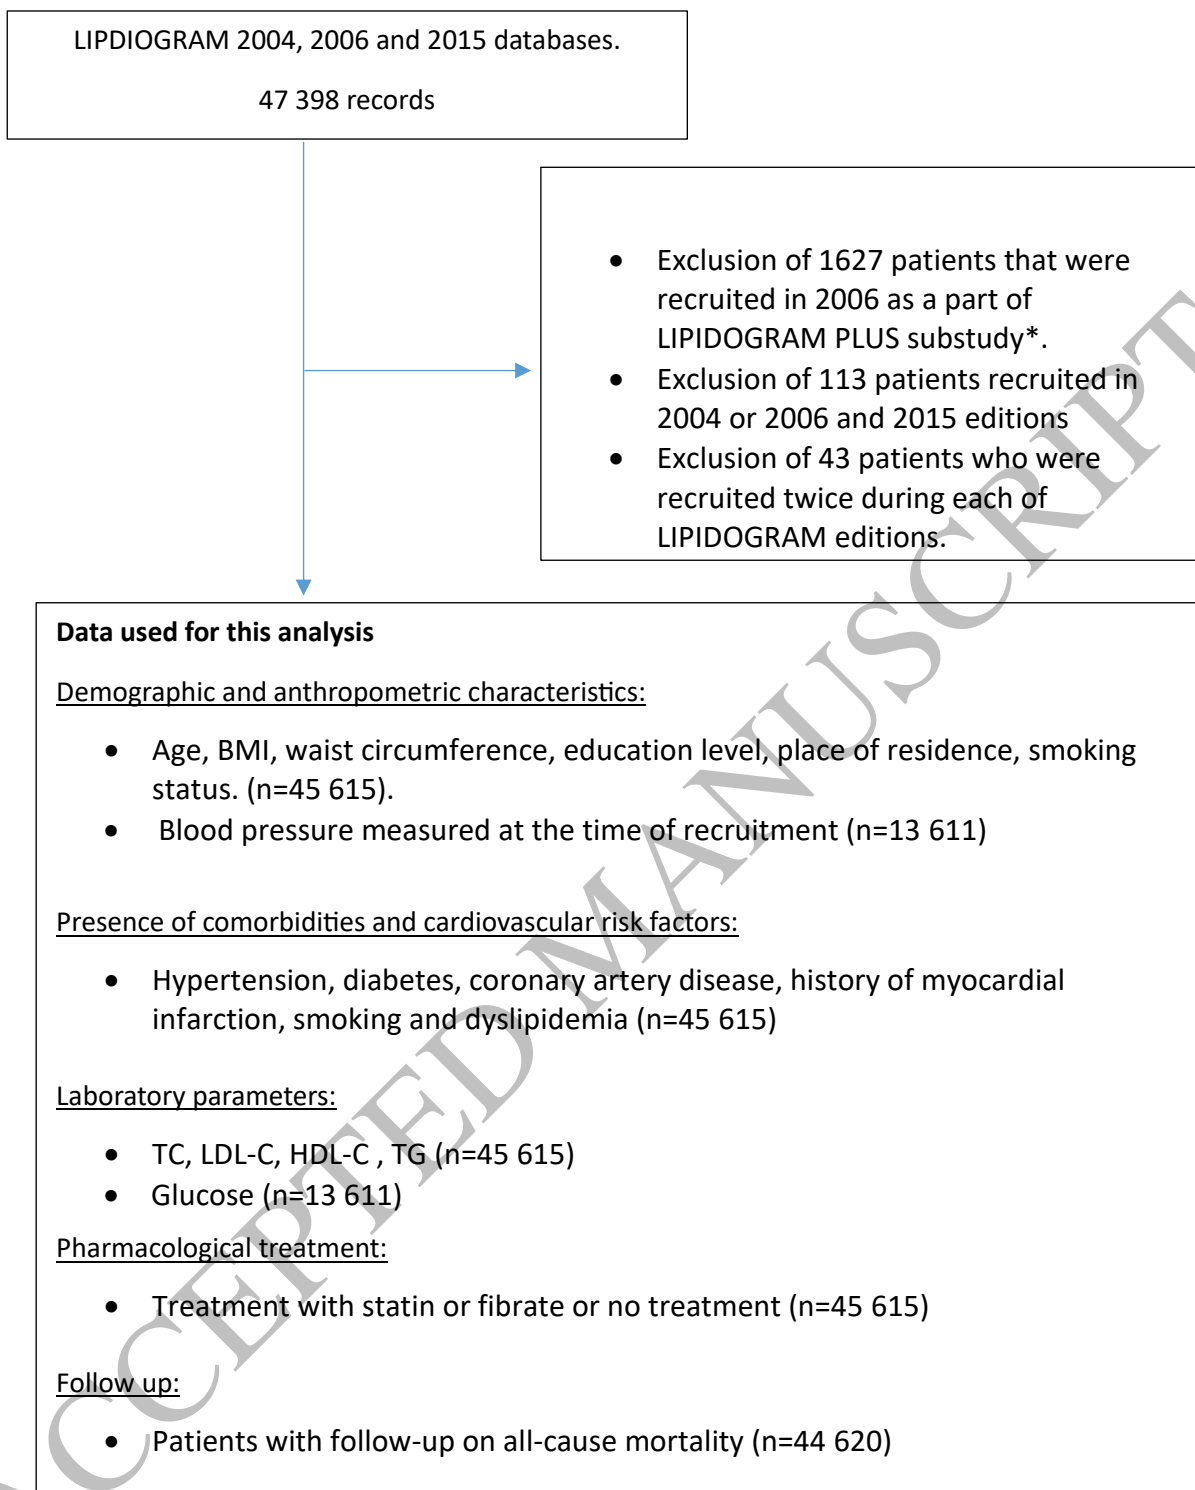 LIPDIOGRAM 2004, 2006 and 2015 databases.
47 398 records
• Exclusion of 1627 patients that were
recruited in 2006 as a part of
LIPIDOGRAM PLUS substudy*.
• Exclusion of 113 patients recruited in
2004 or 2006 and 2015 editions
• Exclusion of 43 patients who were
recruited twice during each of
LIPIDOGRAM editions.
Data used for this analysis
Demographic and anthropometric characteristics:
• Age, BMI, waist circumference, education level, place of residence, smoking
status. (n=45 615).
• Blood pressure measured at the time of recruitment (n=13 611)
Presence of comorbidities and cardiovascular risk factors:
• Hypertension, diabetes, coronary artery disease, history of myocardial
infarction, smoking and dyslipidemia (n=45 615)
Laboratory parameters:
• TC, LDL-C, HDL-C , TG (n=45 615)
• Glucose (n=13 611)
Pharmacological treatment:
• Treatment with statin or fibrate or no treatment (n=45 615)
Follow up:
• Patients with follow-up on all-cause mortality (n=44 620)
ACCEPTED MANUSCRIPT